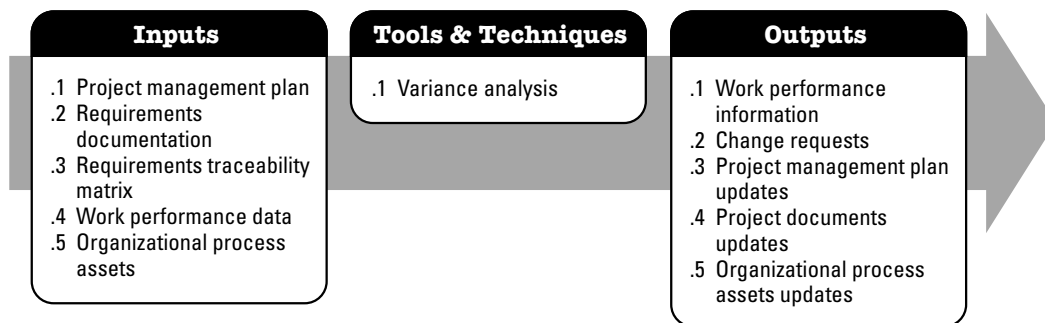 Inputs
.1 Project management plan
.2 Requirements
documentation
.3 Requirements traceability
matrix
.4 Work performance data
.5 Organizational process
assets
Tools & Techniques
.1 Variance analysis
Outputs
.1 Work performance
information
.2 Change requests
.3 Project management plan
updates
.4 Project documents
updates
.5 Organizational process
assets updates